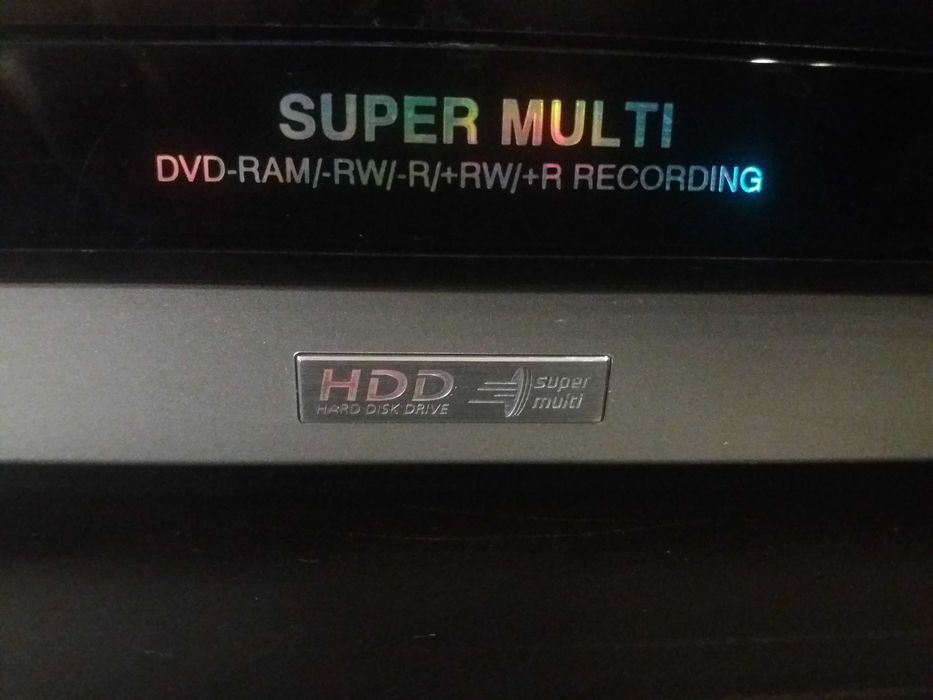 SUPER MULTI
DVD-RAM/-RW/-R/+RW/+R RECORDING
HDD
HARD DISK DRIVE
super
multi